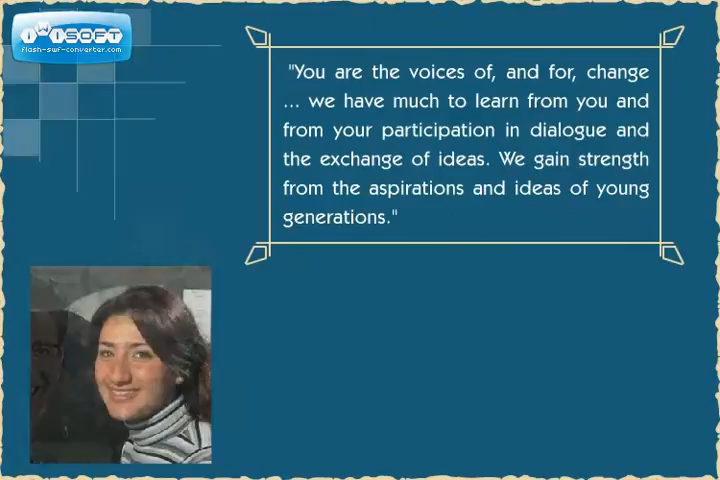 iWiSOFT
flash-swf-converter.com
"You are the voices of, and for, change
... we have much to learn from you and
from your participation in dialogue and
the exchange of ideas. We gain strength
from the aspirations and ideas of young
generations."